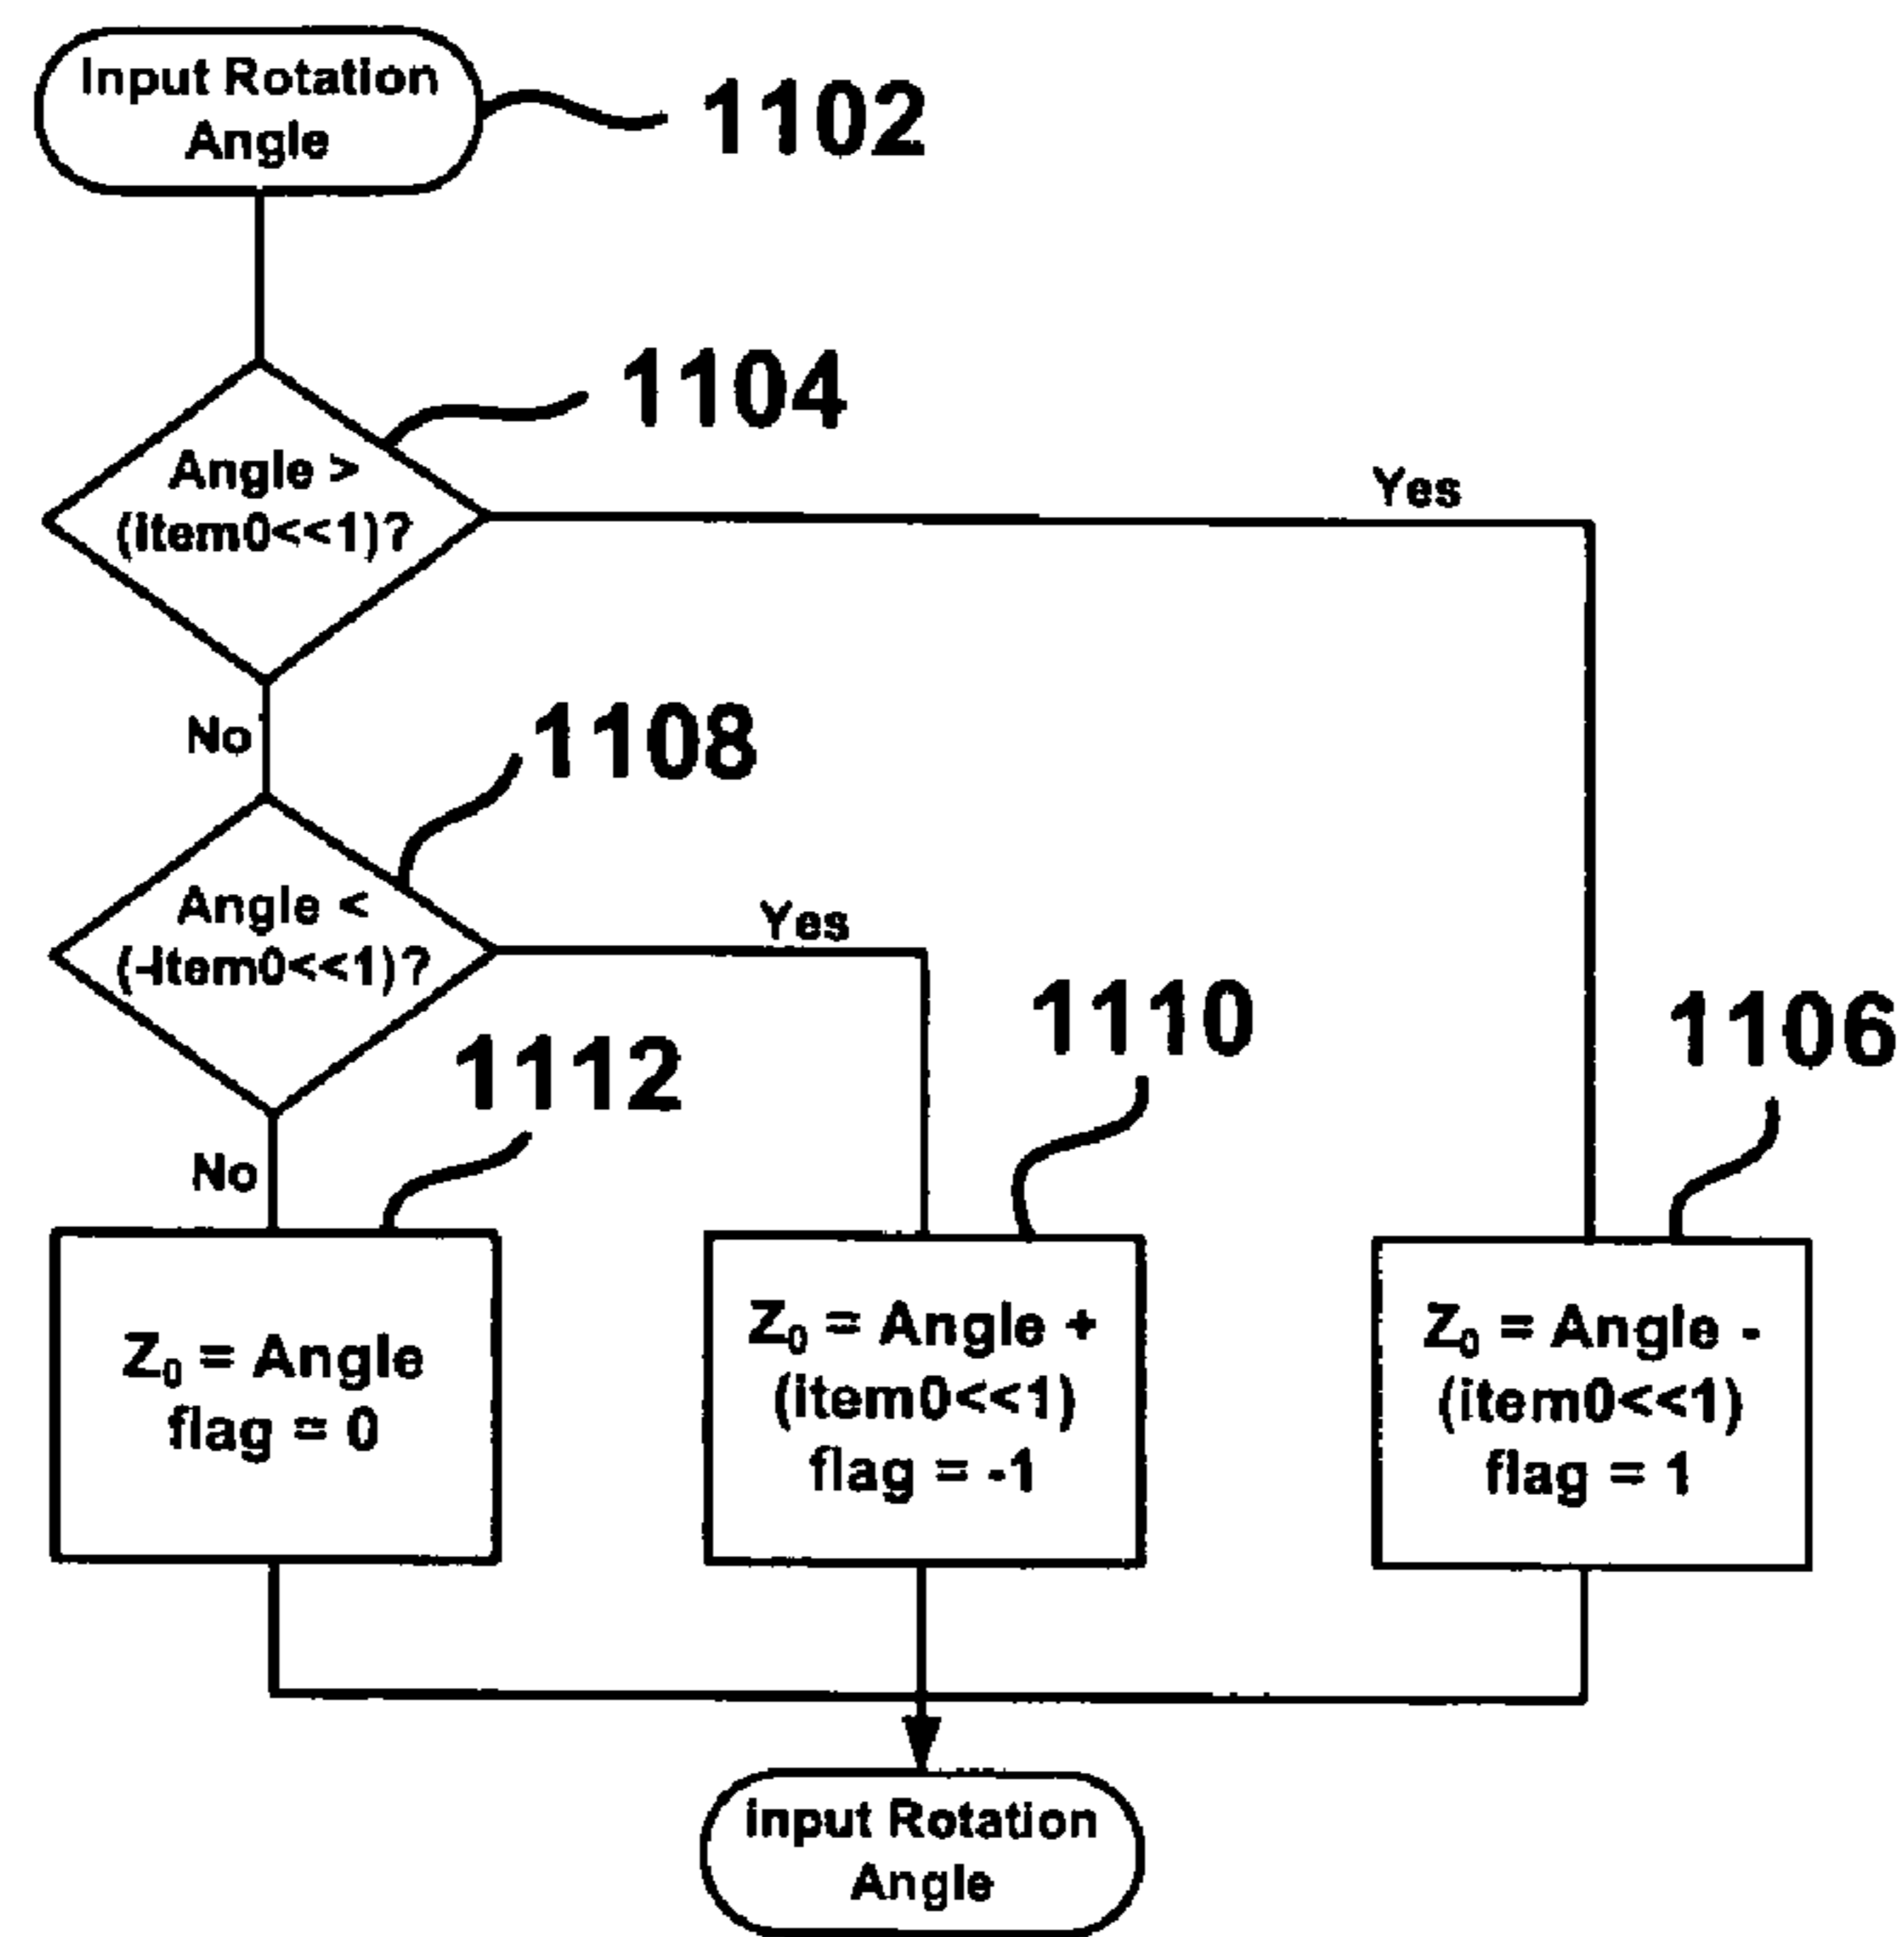 Input Rotation
Angle
1102
1104
Angle >
(item0<<1)?
Yes
No
1108
Angle <
(-item0<<1)?
Yes
1110
1106
1112
No
Z₀ = Angle
flag = 0
Z₀ = Angle +
(item0<<1)
flag = -1
Z₀ = Angle -
(item0<<1)
flag = 1
input Rotation
Angle